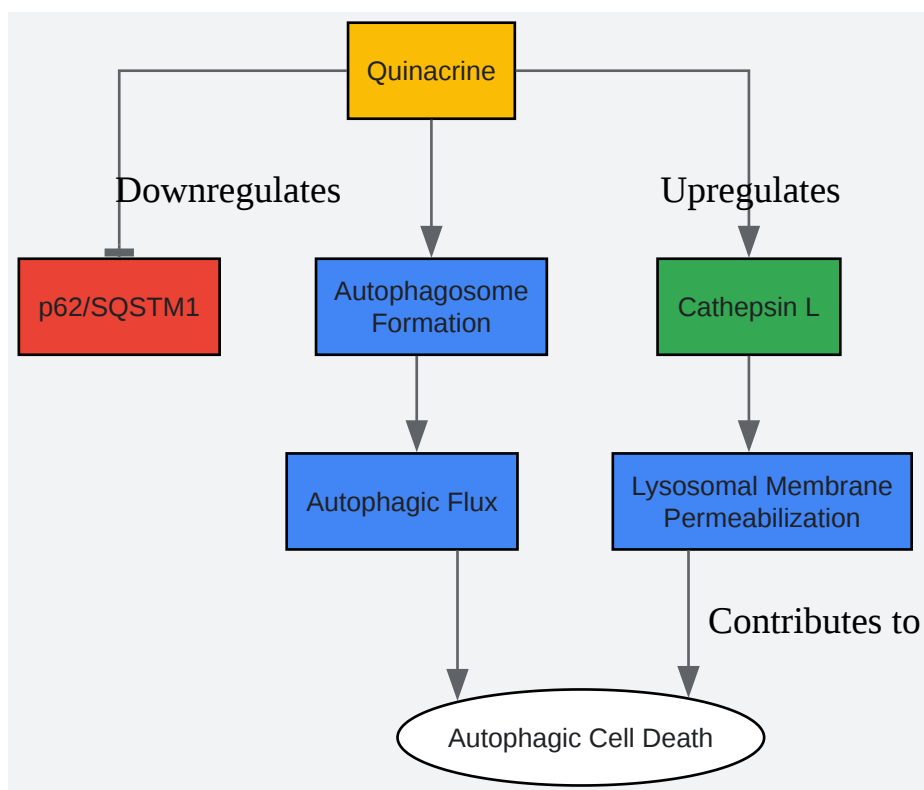 Quinacrine
Downregulates
Upregulates
p62/SQSTM1
Autophagosome
Formation
Cathepsin L
Autophagic Flux
Lysosomal Membrane
Permeabilization
Contributes to
Autophagic Cell Death